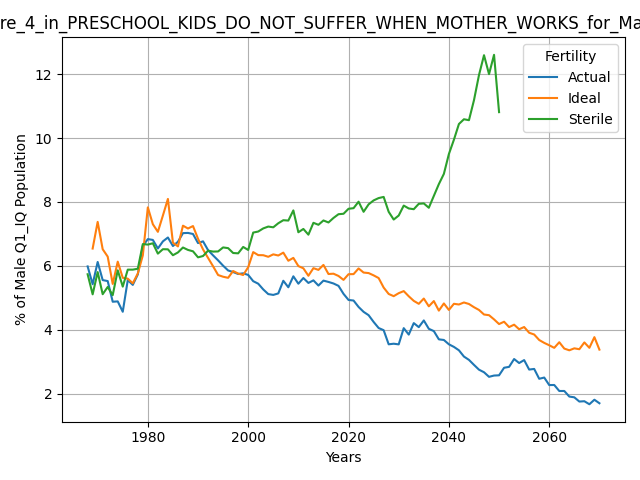 re_4_in_PRESCHOOL_KIDS_DO_NOT_SUFFER_WHEN_MOTHER_WORKS_for_Ma
Fertility
Actual
Ideal
Sterile
% of Male Q1_IQ Population
12
10
8
6
4
2
1980 2000 2020 2040 2060
Years